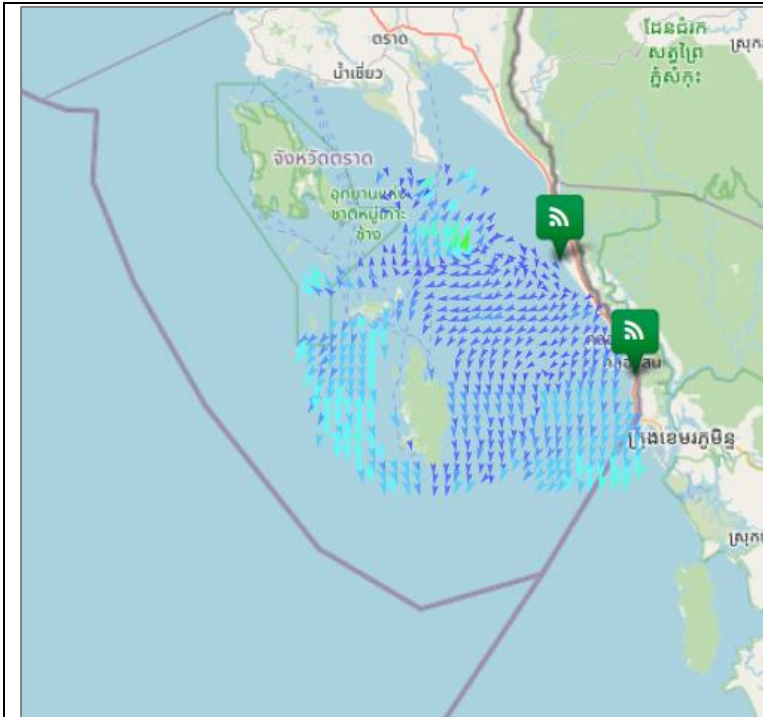 ตราด
น้ำเชี่ยว
ដែនជំរក
សត្វព្រៃ
ភ្នំសំកុះ
ស្រុក
จังหวัดตราด
อุทยานแห่ง
ชาติหมู่เกาะ
ช้าง
ក្រុងខេមរភូមិន្ទ
ស្រុក